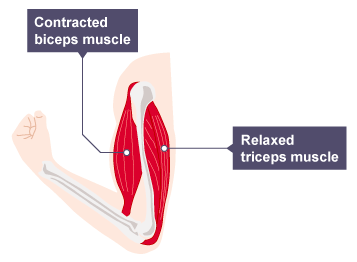 Contracted
biceps muscle
Relaxed
triceps muscle